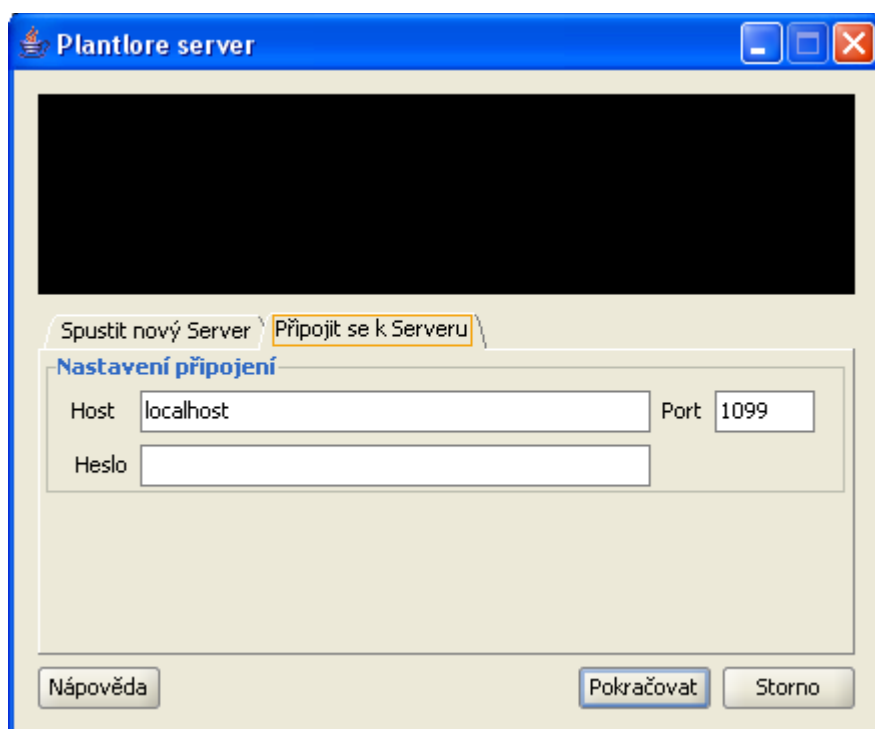 Plantlore server
Spustit nový Server Připojit se k Serveru
Nastavení připojení
Host localhost Port 1099
Heslo
Nápověda Pokračovat Storno